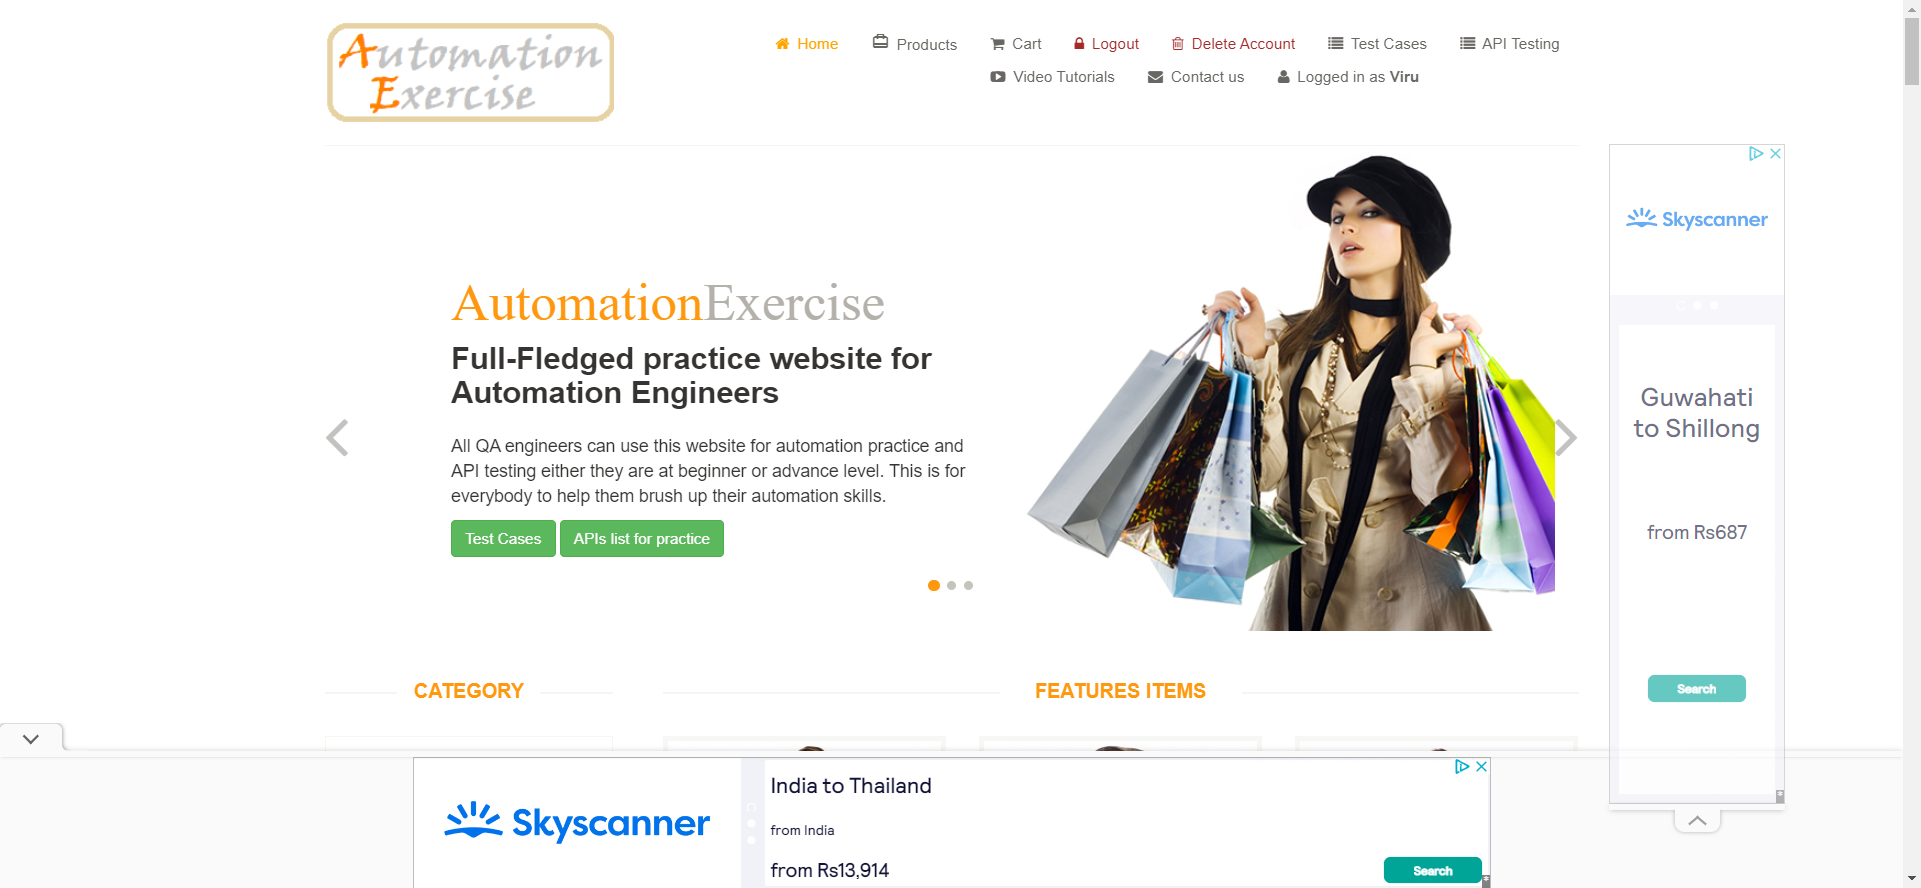 Automation
Exercise
Home Products Cart Logout Delete Account Test Cases API Testing
Video Tutorials Contact us Logged in as Viru
AutomationExercise
Full-Fledged practice website for
Automation Engineers
All QA engineers can use this website for automation practice and
API testing either they are at beginner or advance level. This is for
everybody to help them brush up their automation skills.
Test Cases APIs list for practice
Skyscanner
Guwahati
to Shillong
from Rs687
Search
CATEGORY
FEATURES ITEMS
Skyscanner
India to Thailand
from India
from Rs13,914
Search